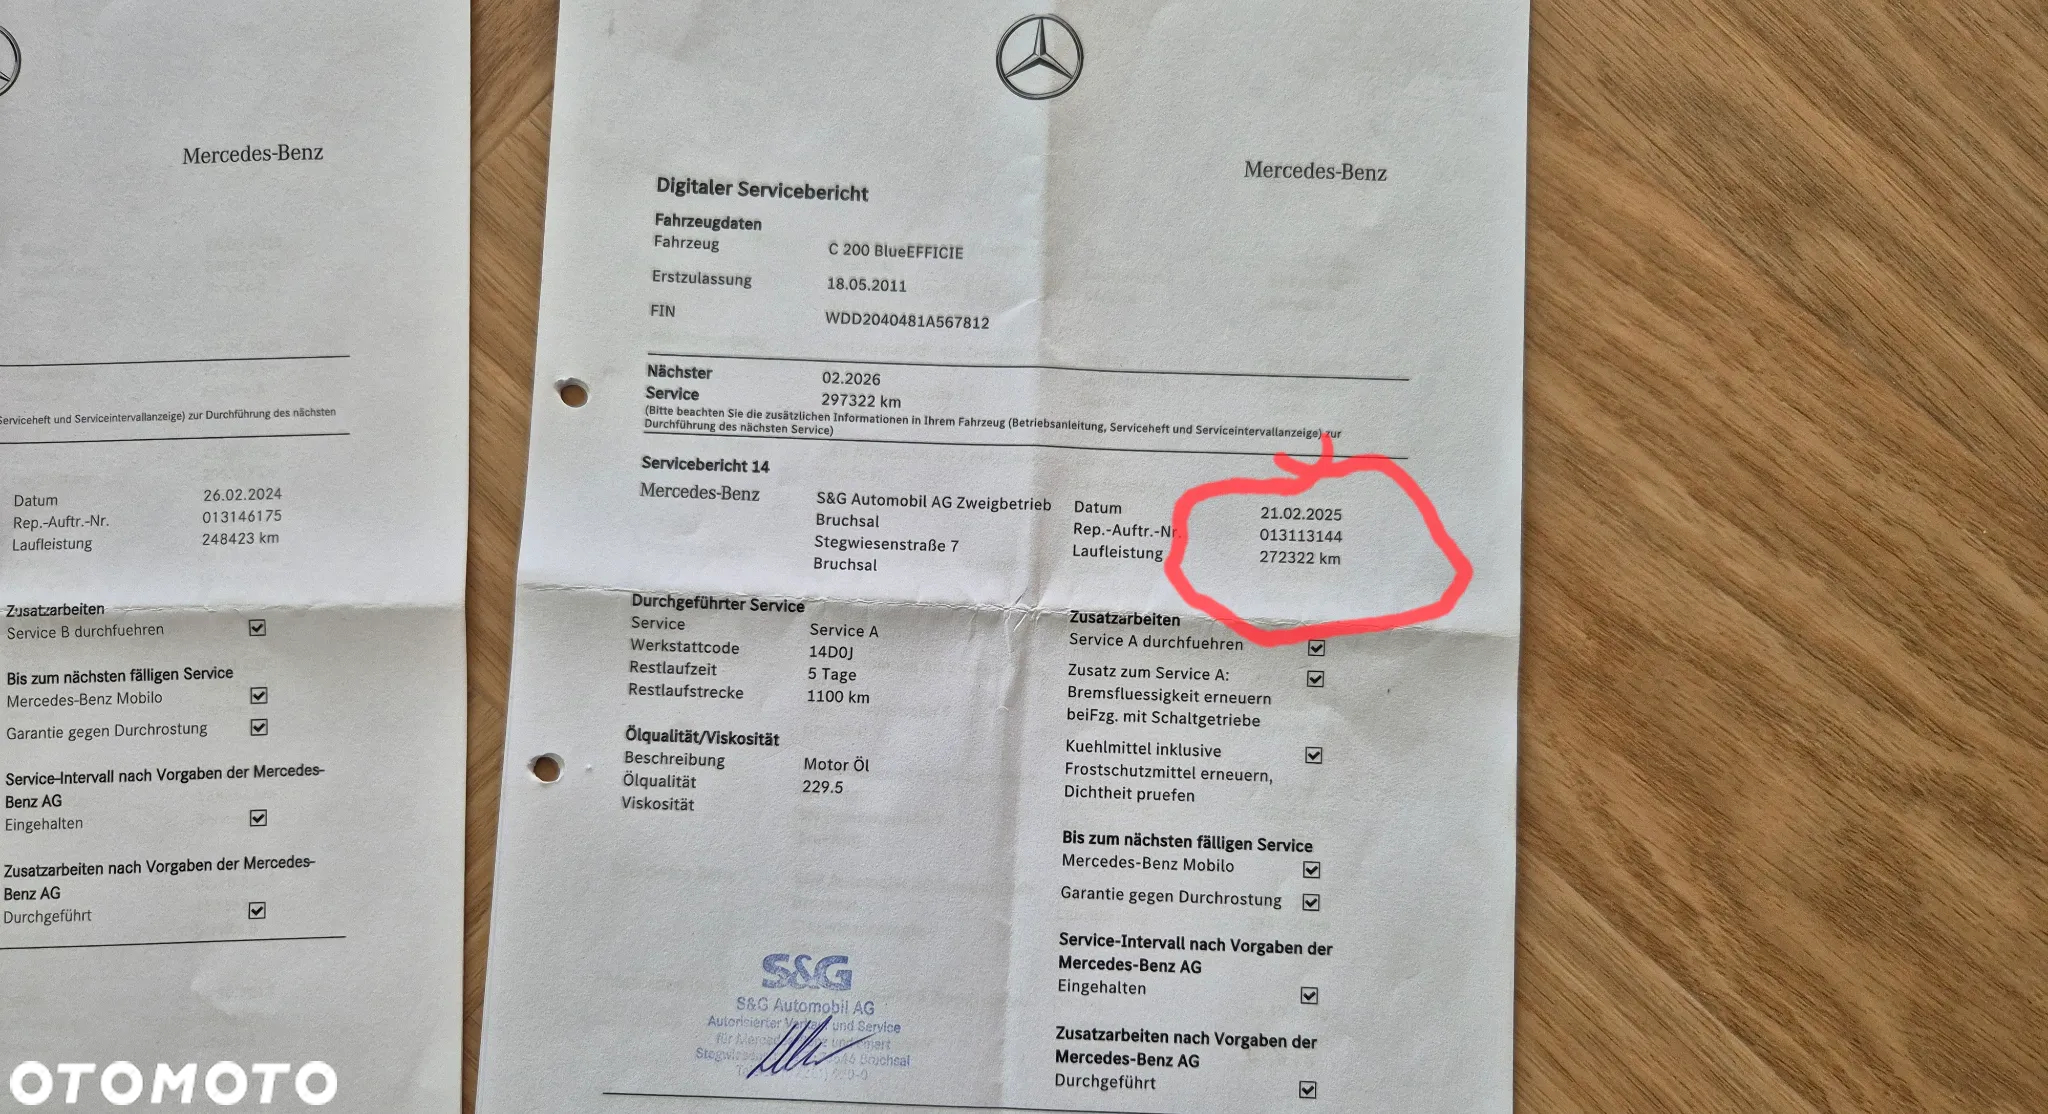 Mercedes-Benz
Serviceheft und Serviceintervallanzeige) zur Durchführung des nächsten
Datum 26.02.2024
Rep.-Auftr.-Nr. 013146175
Laufleistung 248423 km
Zusatzarbeiten
Service B durchfuehren
Bis zum nächsten fälligen Service
Mercedes-Benz Mobilo
Garantie gegen Durchrostung
Service-Intervall nach Vorgaben der Mercedes-
Benz AG
Eingehalten
Zusatzarbeiten nach Vorgaben der Mercedes-
Benz AG
Durchgeführt
Mercedes-Benz
Digitaler Servicebericht
Fahrzeugdaten
Fahrzeug C 200 BlueEFFICIE
Erstzulassung 18.05.2011
FIN WDD2040481A567812
Nächster 02.2026
Service 297322 km
(Bitte beachten Sie die zusätzlichen Informationen in Ihrem Fahrzeug (Betriebsanleitung, Serviceheft und Serviceintervallanzeige) zur
Durchführung des nächsten Service)
Servicebericht 14
Mercedes-Benz
S&G Automobil AG Zweigbetrieb
Bruchsal
Stegwiesenstraße 7
Bruchsal
Datum 21.02.2025
Rep.-Auftr.-Nr. 013113144
Laufleistung 272322 km
Durchgeführter Service
Service Service A
Werkstattcode 14D0J
Restlaufzeit 5 Tage
Restlaufstrecke 1100 km
Ölqualität/Viskosität
Beschreibung Motor Öl
Ölqualität 229.5
Viskosität
Zusatzarbeiten
Service A durchfuehren
Zusatz zum Service A:
Bremsfluessigkeit erneuern
beiFzg. mit Schaltgetriebe
Kuehlmittel inklusive
Frostschutzmittel erneuern,
Dichtheit pruefen
Bis zum nächsten fälligen Service
Mercedes-Benz Mobilo
Garantie gegen Durchrostung
Service-Intervall nach Vorgaben der
Mercedes-Benz AG
Eingehalten
Zusatzarbeiten nach Vorgaben der
Mercedes-Benz AG
Durchgeführt
S&G
S&G Automobil AG
Autorisierter und Service
für
Bruchsal
OTOMOTO